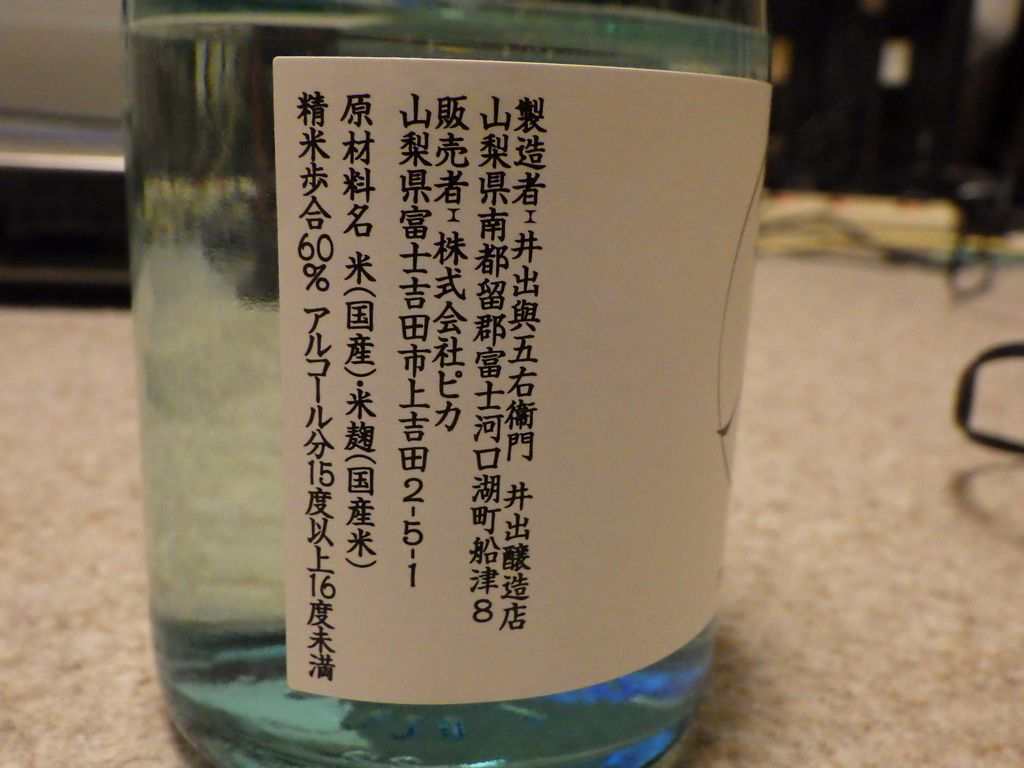 製造者:井出與五右衛門 井出醸造店
山梨県南都留郡富士河口湖町船津8
販売者:株式会社ピカ
山梨県富士吉田市上吉田2-5-1
原材料名 米(国産)・米麹(国産米)
精米歩合60% アルコール分15度以上16度未満